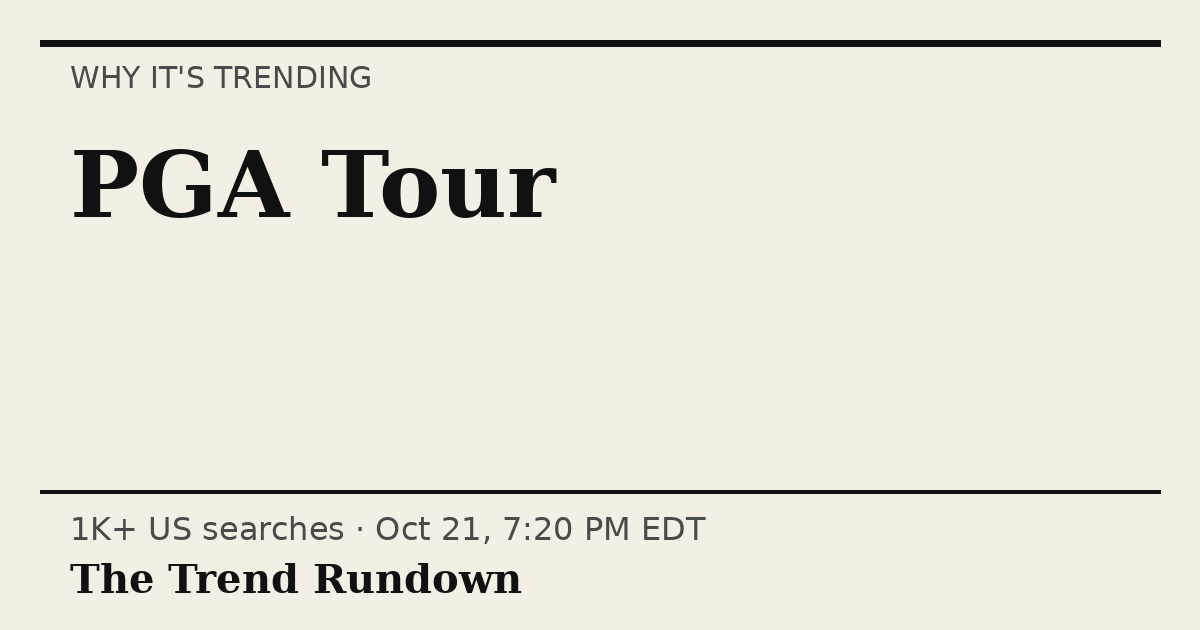 WHY IT'S TRENDING
PGA Tour
1K+ US searches · Oct 21, 7:20 PM EDT
The Trend Rundown